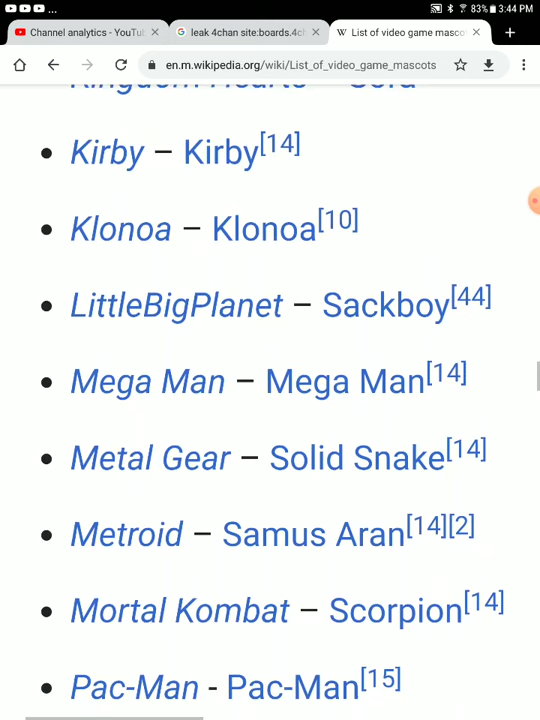 83% 3:44 PM
Channel analytics - YouTu
leak 4chan site:boards.4ch
List of video game masco
en.m.wikipedia.org/wiki/List_of_video_game_mascots
Kirby – Kirby[14]
Klonoa – Klonoa[10]
LittleBigPlanet – Sackboy[44]
Mega Man – Mega Man[14]
Metal Gear – Solid Snake[14]
Metroid – Samus Aran[14][2]
Mortal Kombat – Scorpion[14]
Pac-Man - Pac-Man[15]